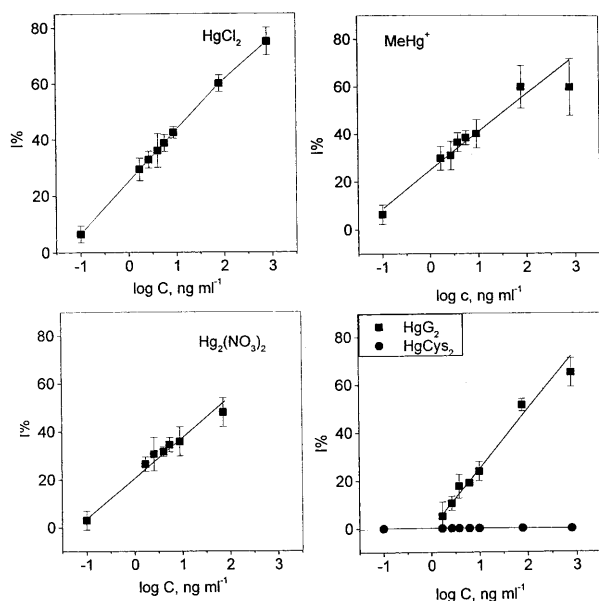 HgCl₂
I%
80
60
40
20
0
-1 0 1 2 3
log C, ng ml⁻¹
MeHg⁺
I%
80
60
40
20
0
-1 0 1 2 3
log c, ng ml⁻¹
Hg₂(NO₃)₂
I%
80
60
40
20
0
-1 0 1 2 3
log C, ng ml⁻¹
HgG₂
HgCys₂
I%
80
60
40
20
0
-1 0 1 2 3
log C, ng ml⁻¹